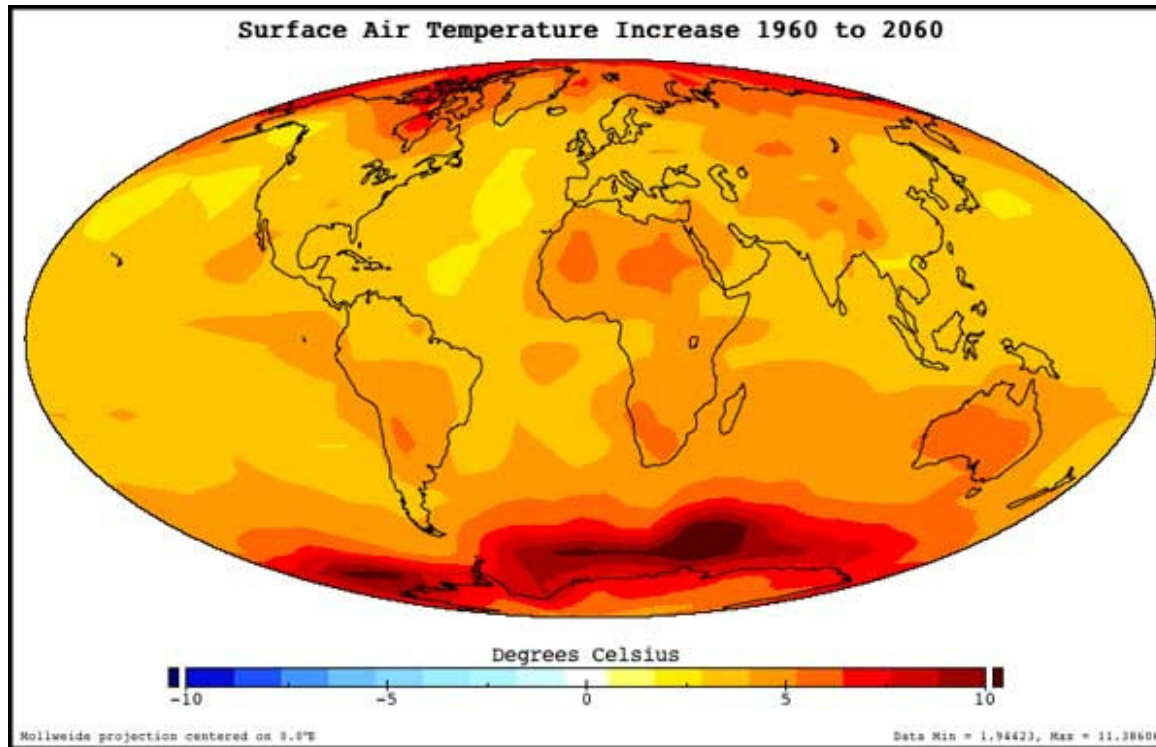 Surface Air Temperature Increase 1960 to 2060
Degrees Celsius
-10 -5 0 5 10
Mollweide projection centered on 0.0°E
Data Min = 1.94423, Max = 11.38606